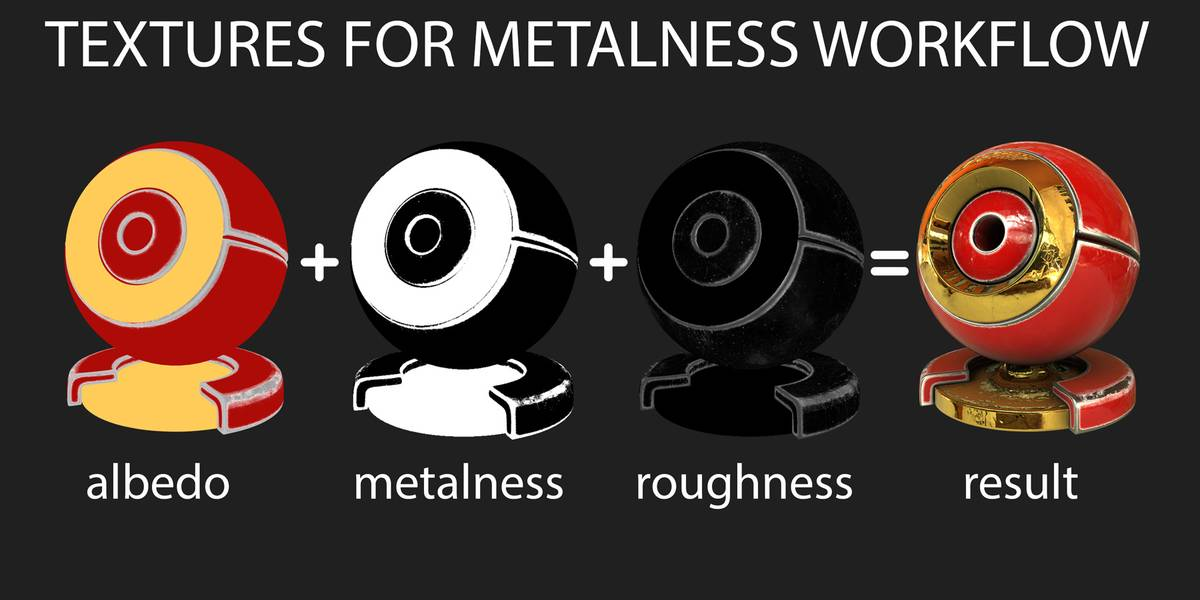 TEXTURES FOR METALNESS WORKFLOW
+ + =
albedo metalness roughness result